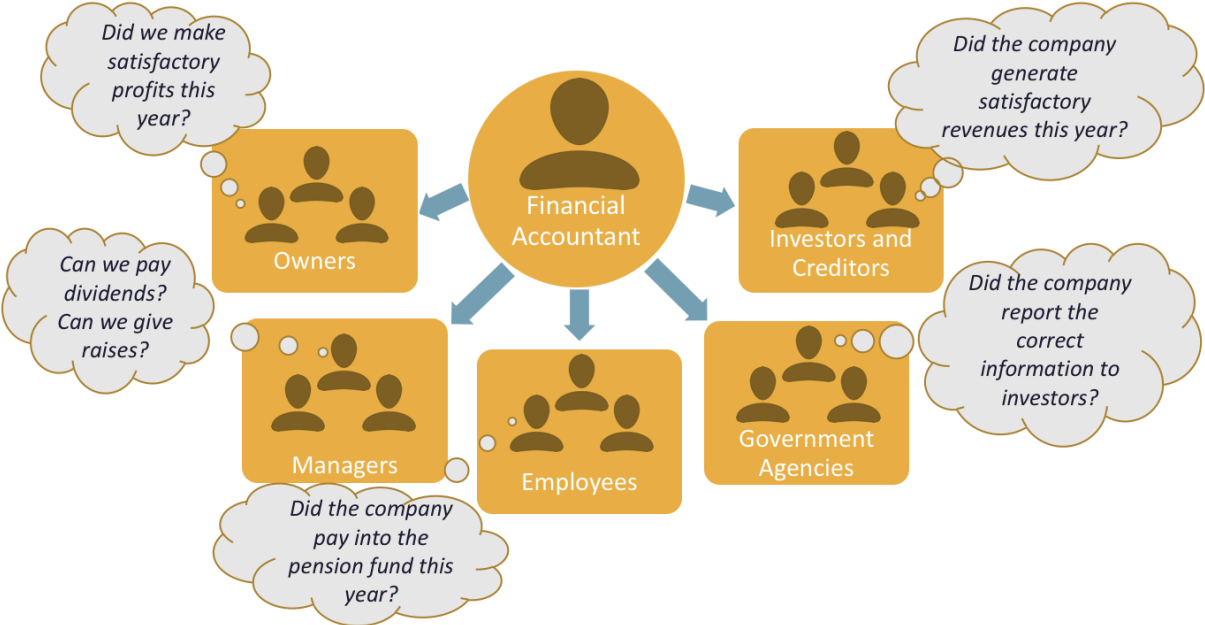 Did we make
satisfactory
profits this
year?
Did the company
generate
satisfactory
revenues this year?
Financial
Accountant
Owners
Investors and
Creditors
Can we pay
dividends?
Can we give
raises?
Did the company
report the
correct
information to
investors?
Managers
Employees
Government
Agencies
Did the company
pay into the
pension fund this
year?